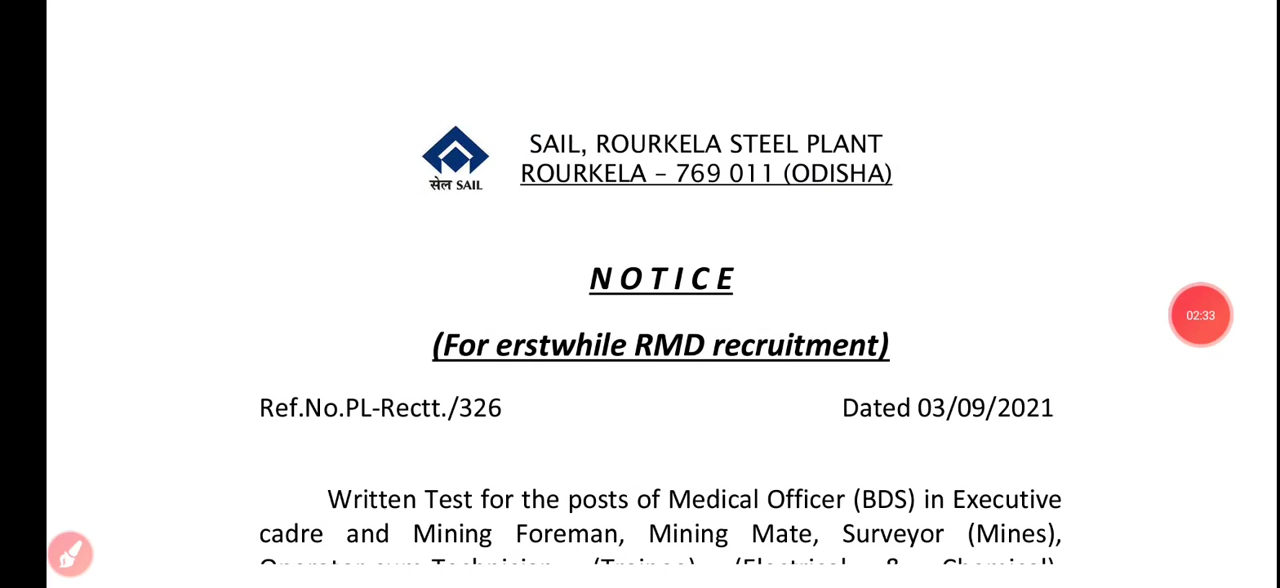 सेल SAIL
SAIL, ROURKELA STEEL PLANT
ROURKELA – 769 011 (ODISHA)
N O T I C E
(For erstwhile RMD recruitment)
Ref.No.PL-Rectt./326 Dated 03/09/2021
02:33
Written Test for the posts of Medical Officer (BDS) in Executive
cadre and Mining Foreman, Mining Mate, Surveyor (Mines),